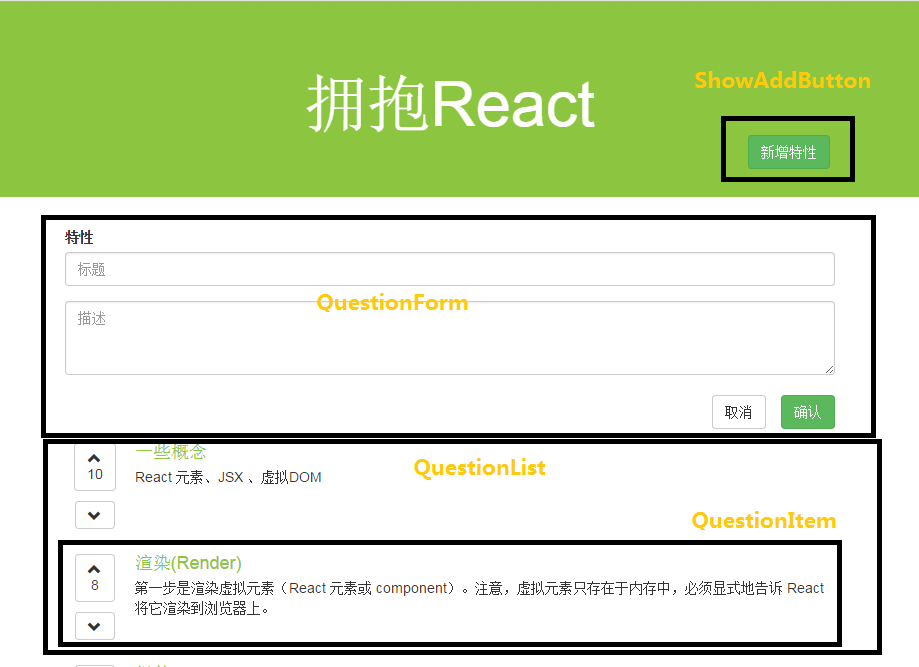 ShowAddButton
拥抱React
新增特性
特性
标题
QuestionForm
描述
取消
确认
一些概念
10
React 元素、JSX 、虚拟DOM
QuestionList
QuestionItem
渲染(Render)
8
第一步是渲染虚拟元素（React 元素或 component）。注意，虚拟元素只存在于内存中，必须显式地告诉 React
将它渲染到浏览器上。